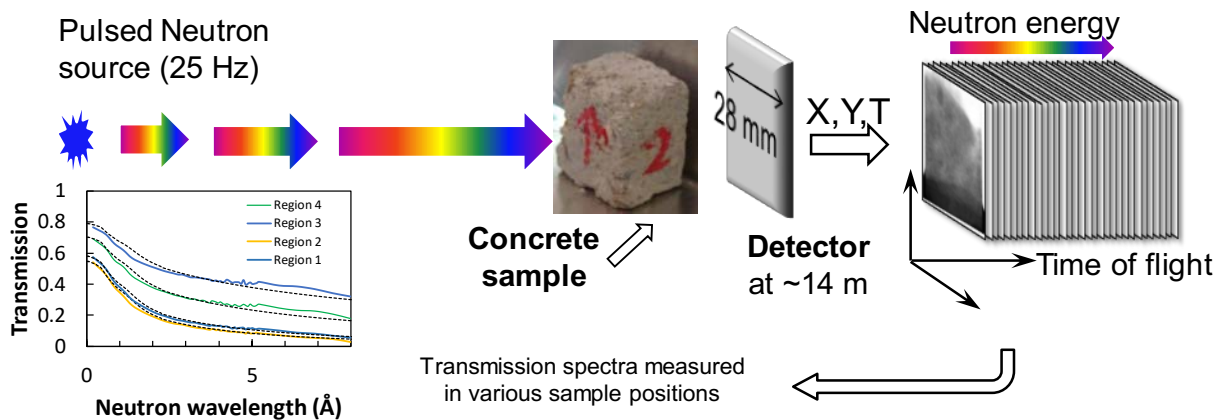 Pulsed Neutron
source (25 Hz)
Neutron energy
28 mm
X,Y,T
1
2
Concrete
sample
Detector
at ~14 m
Time of flight
Transmission spectra measured
in various sample positions
Transmission
1
0.8
0.6
0.4
0.2
0
Region 4
Region 3
Region 2
Region 1
0
5
Neutron wavelength (Å)